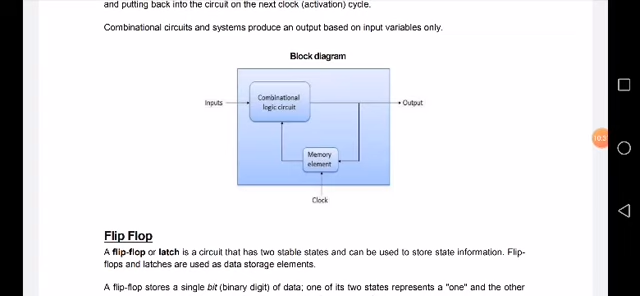 and putting back into the circuit on the next clock (activation) cycle.
Combinational circuits and systems produce an output based on input variables only.
Block diagram
Combinational
logic circuit
Inputs
Output
Memory
element
Clock
Flip Flop
A flip-flop or latch is a circuit that has two stable states and can be used to store state information. Flip-
flops and latches are used as data storage elements.
A flip-flop stores a single bit (binary digit) of data; one of its two states represents a "one" and the other